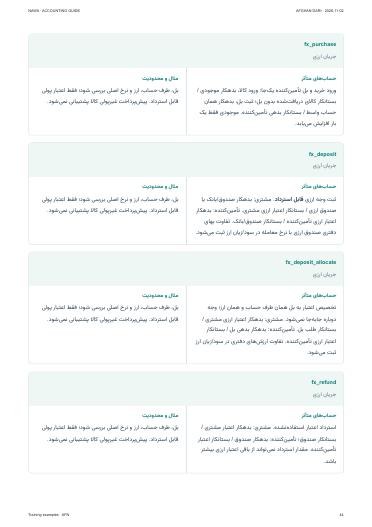 NAWA · ACCOUNTING GUIDE
AFGHANI/DARI · 2026-11-02
fx_purchase
جریان ارزی
حساب‌های متأثر
ورود خرید و بل تأمین‌کننده یک‌جا؛ ورود کالا، بدهکار موجودی /
بستانکار کالای دریافت‌شده بدون بل؛ ثبت بل، بدهکار همان
حساب واسط / بستانکار بدهی تأمین‌کننده. موجودی فقط یک
بار افزایش می‌یابد.
مثال و محدودیت
بل، طرف حساب، ارز و نرخ اصلی بررسی شود؛ فقط اعتبار پولی
قابل استرداد. پیش‌پرداخت غیرپولی کالا پشتیبانی نمی‌شود.
fx_deposit
جریان ارزی
حساب‌های متأثر
ثبت وجه ارزی قابل استرداد. مشتری: بدهکار صندوق/بانک یا
صندوق ارزی / بستانکار اعتبار ارزی مشتری. تأمین‌کننده: بدهکار
اعتبار ارزی تأمین‌کننده / بستانکار صندوق/بانک. تفاوت بهای
دفتری صندوق ارزی با نرخ معامله در سود/زیان ارز ثبت می‌شود.
مثال و محدودیت
بل، طرف حساب، ارز و نرخ اصلی بررسی شود؛ فقط اعتبار پولی
قابل استرداد. پیش‌پرداخت غیرپولی کالا پشتیبانی نمی‌شود.
fx_deposit_allocate
جریان ارزی
حساب‌های متأثر
تخصیص اعتبار به بل همان طرف حساب و همان ارز؛ وجه
دوباره جابه‌جا نمی‌شود. مشتری: بدهکار اعتبار ارزی مشتری /
بستانکار طلب بل. تأمین‌کننده: بدهکار بدهی بل / بستانکار
اعتبار ارزی تأمین‌کننده. تفاوت ارزش‌های دفتری در سود/زیان ارز
ثبت می‌شود.
مثال و محدودیت
بل، طرف حساب، ارز و نرخ اصلی بررسی شود؛ فقط اعتبار پولی
قابل استرداد. پیش‌پرداخت غیرپولی کالا پشتیبانی نمی‌شود.
fx_refund
جریان ارزی
حساب‌های متأثر
استرداد اعتبار استفاده‌نشده. مشتری: بدهکار اعتبار مشتری /
بستانکار صندوق؛ تأمین‌کننده: بدهکار صندوق / بستانکار اعتبار
تأمین‌کننده. مقدار استرداد نمی‌تواند از باقی اعتبار ارزی بیشتر
باشد.
مثال و محدودیت
بل، طرف حساب، ارز و نرخ اصلی بررسی شود؛ فقط اعتبار پولی
قابل استرداد. پیش‌پرداخت غیرپولی کالا پشتیبانی نمی‌شود.
Training examples · AFN